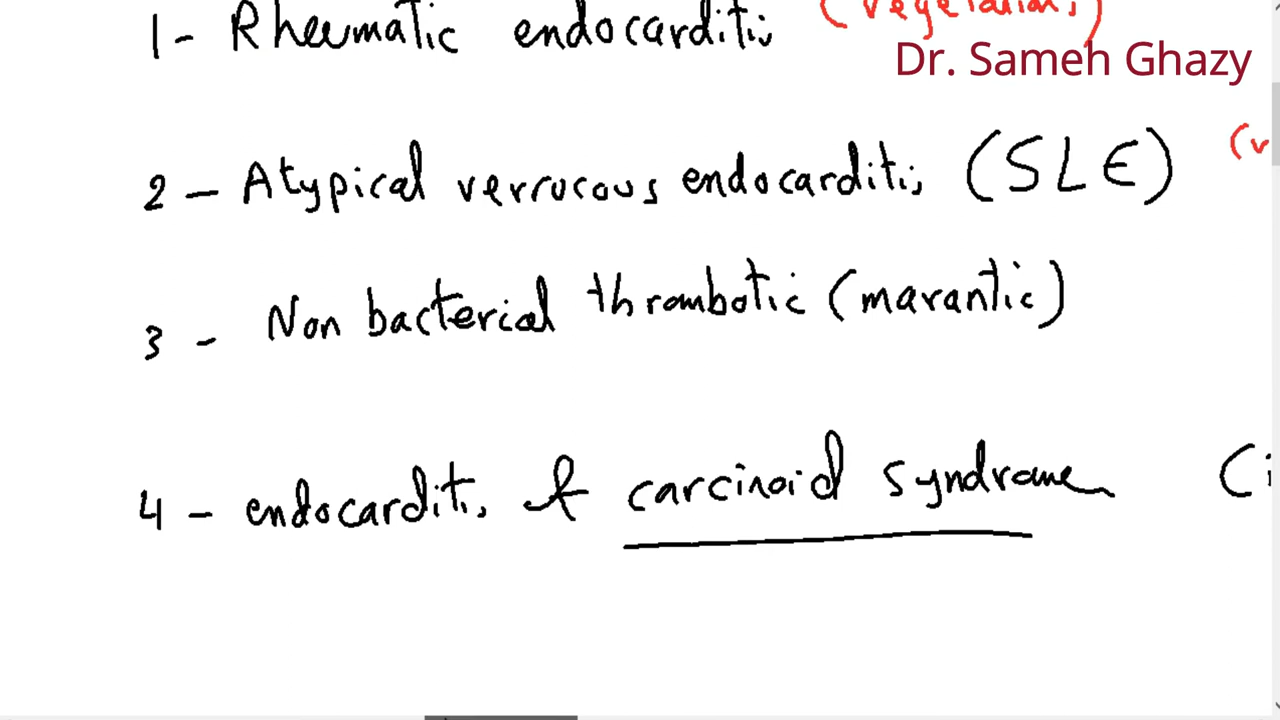 1- Rheumatic endocarditis (vegetations)
Dr. Sameh Ghazy
2 - Atypical verrucous endocarditis (SLE) (v
3 - Non bacterial thrombotic (marantic)
4 - endocarditis of carcinoid syndrome (i